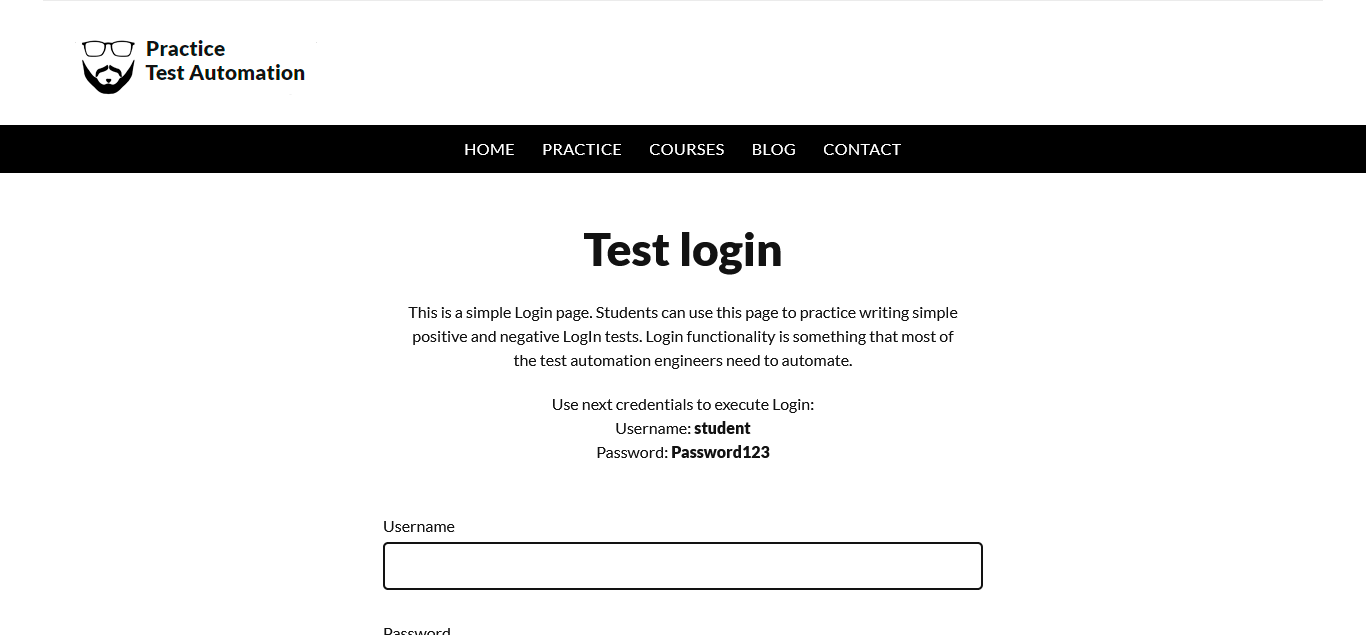 Practice
Test Automation
HOME PRACTICE COURSES BLOG CONTACT
Test login
This is a simple Login page. Students can use this page to practice writing simple
positive and negative LogIn tests. Login functionality is something that most of
the test automation engineers need to automate.
Use next credentials to execute Login:
Username: student
Password: Password123
Username
Password